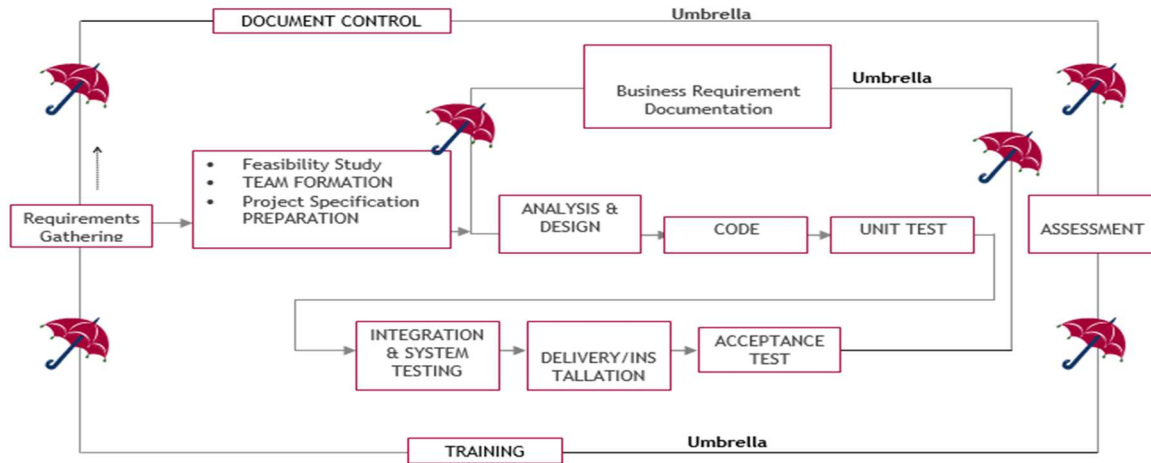 DOCUMENT CONTROL
Umbrella
Business Requirement
Documentation
Umbrella
• Feasibility Study
• TEAM FORMATION
• Project Specification
PREPARATION
Requirements
Gathering
ANALYSIS &
DESIGN
CODE
UNIT TEST
ASSESSMENT
INTEGRATION
& SYSTEM
TESTING
DELIVERY/INS
TALLATION
ACCEPTANCE
TEST
TRAINING
Umbrella